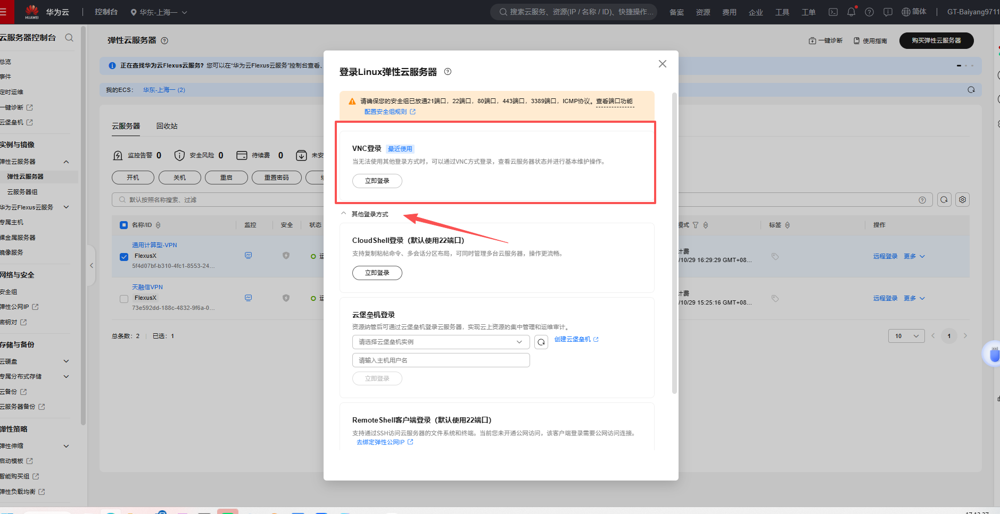 HUAWEI
华为云
控制台
华东-上海一
搜索云服务、资源(IP / 名称 / ID)、快捷操作...
备案
资源
费用
企业
工具
工单
简体
GT-Baiyang9711
云服务器控制台
总览
事件
定时运维
一键诊断
云堡垒机
实例与镜像
弹性云服务器
弹性云服务器
云服务器组
华为云Flexus云服务
专属主机
裸金属服务器
镜像服务
网络与安全
安全组
弹性公网IP
密钥对
存储与备份
云硬盘
专属分布式存储
云备份
云服务器备份
弹性策略
弹性伸缩
启动模板
智能购买组
弹性负载均衡
弹性云服务器
一键诊断
使用指南
购买弹性云服务器
正在查找华为云Flexus云服务? 您可以在“华为云Flexus云服务”控制台查看、
我的ECS: 华东-上海一 (2)
云服务器
回收站
监控告警 0
安全风险 0
待续费 0
未安
开机
关机
重启
重置密码
默认按照名称搜索、过滤
名称/ID
监控
安全
状态
模式
标签
操作
通用计算型-VPN
FlexusX
5f4d07bf-b310-4fc1-8553-24...
运
计费
/10/29 16:29:29 GMT+08...
远程登录
更多
天融信VPN
FlexusX
73e592dd-188c-4832-9f6a-0...
运
计费
/10/29 15:25:16 GMT+08...
远程登录
更多
总条数: 2
已选: 1
10
1
登录Linux弹性云服务器
请确保您的安全组已放通21端口，22端口，80端口，443端口，3389端口，ICMP协议。查看端口功能
配置安全组规则
VNC登录 最近使用
当无法使用其他登录方式时，可以通过VNC方式登录，查看云服务器状态并进行基本维护操作。
立即登录
其他登录方式
CloudShell登录（默认使用22端口）
支持复制粘帖命令、多会话分区布局，可同时管理多台云服务器，操作更流畅。
立即登录
云堡垒机登录
资源纳管后可通过云堡垒机登录云服务器，实现云上资源的集中管理和运维审计。
请选择云堡垒机实例
创建云堡垒机
请输入主机用户名
立即登录
RemoteShell客户端登录（默认使用22端口）
支持通过SSH访问云服务器的文件系统和终端。当前您未开通公网访问，该客户端登录需要公网访问连接。
去绑定弹性公网IP